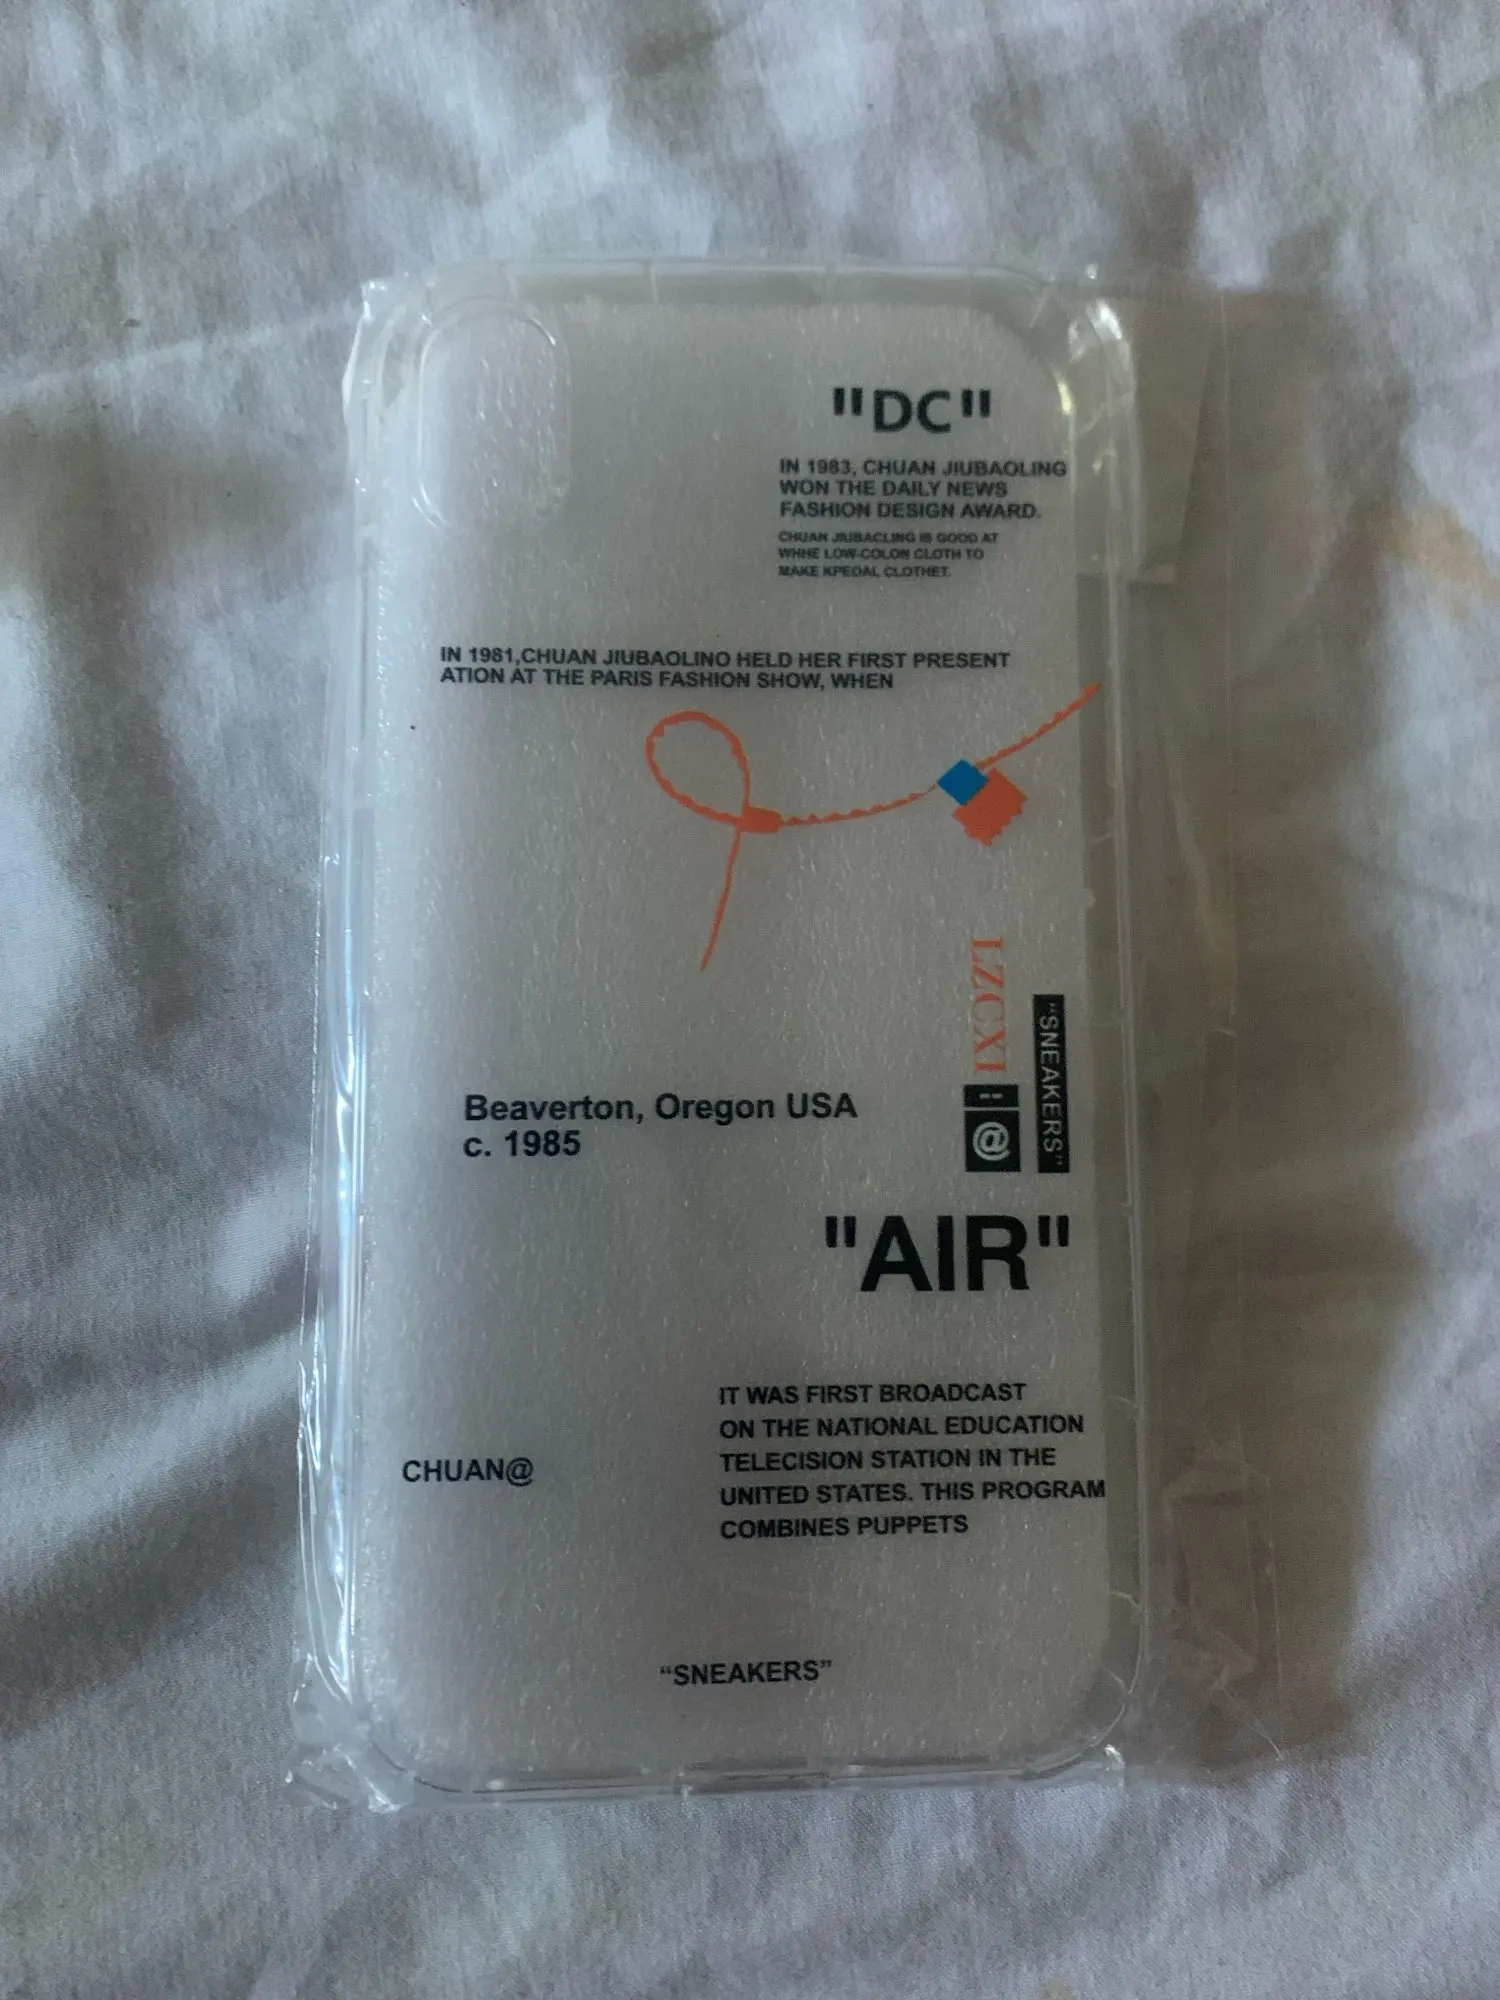 "DC"
IN 1983, CHUAN JIUBAOLING
WON THE DAILY NEWS
FASHION DESIGN AWARD.
CHUAN JIUBACLING IS GOOD AT
WHHE LOW-COLON CLOTH TO
MAKE KPEOAL CLOTHET.
IN 1981,CHUAN JIUBAOLINO HELD HER FIRST PRESENT
ATION AT THE PARIS FASHION SHOW, WHEN
LZCXI
@
"SNEAKERS"
Beaverton, Oregon USA
c. 1985
"AIR"
IT WAS FIRST BROADCAST
ON THE NATIONAL EDUCATION
TELECISION STATION IN THE
UNITED STATES. THIS PROGRAM
COMBINES PUPPETS
CHUAN@
“SNEAKERS”